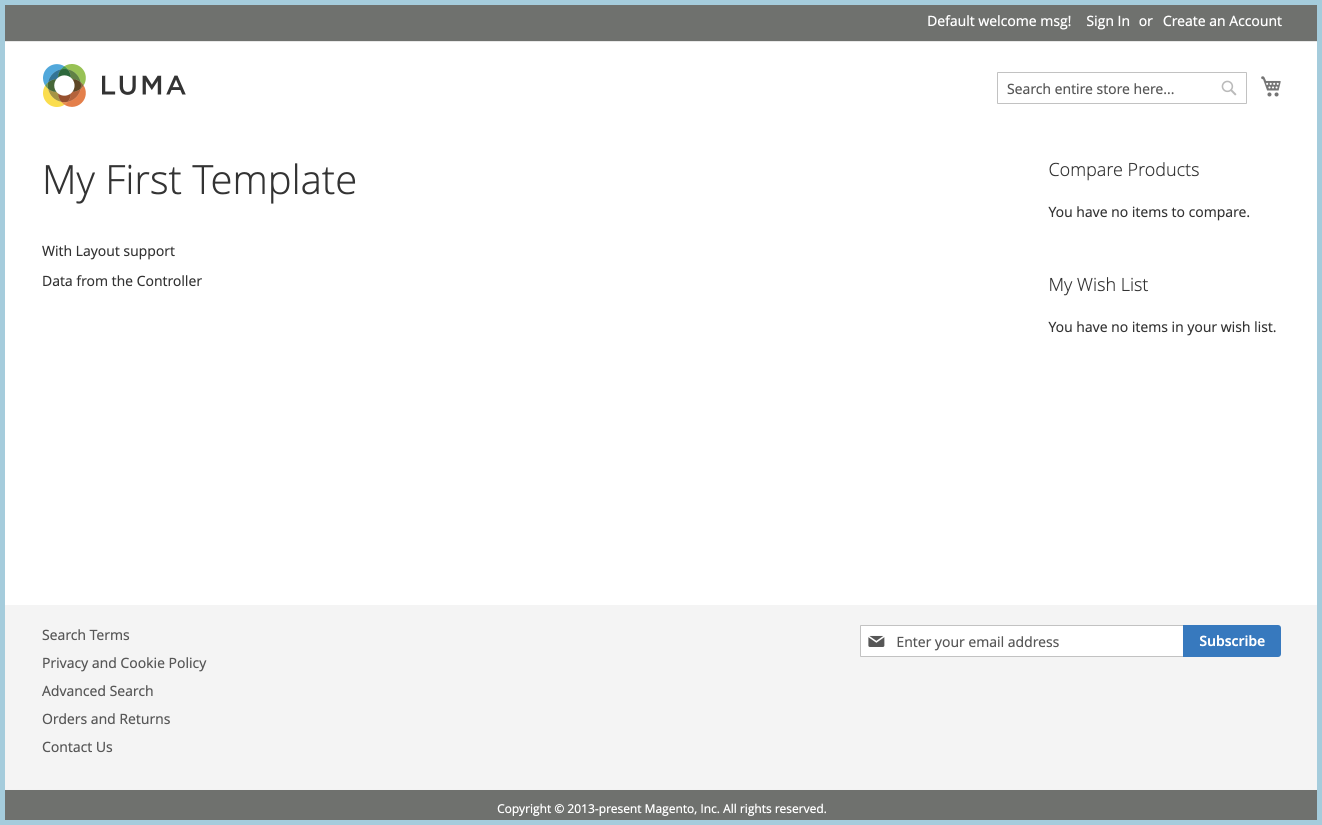 Default welcome msg! Sign In or Create an Account
LUMA
Search entire store here...
My First Template
With Layout support
Data from the Controller
Compare Products
You have no items to compare.
My Wish List
You have no items in your wish list.
Search Terms
Privacy and Cookie Policy
Advanced Search
Orders and Returns
Contact Us
Enter your email address
Subscribe
Copyright © 2013-present Magento, Inc. All rights reserved.